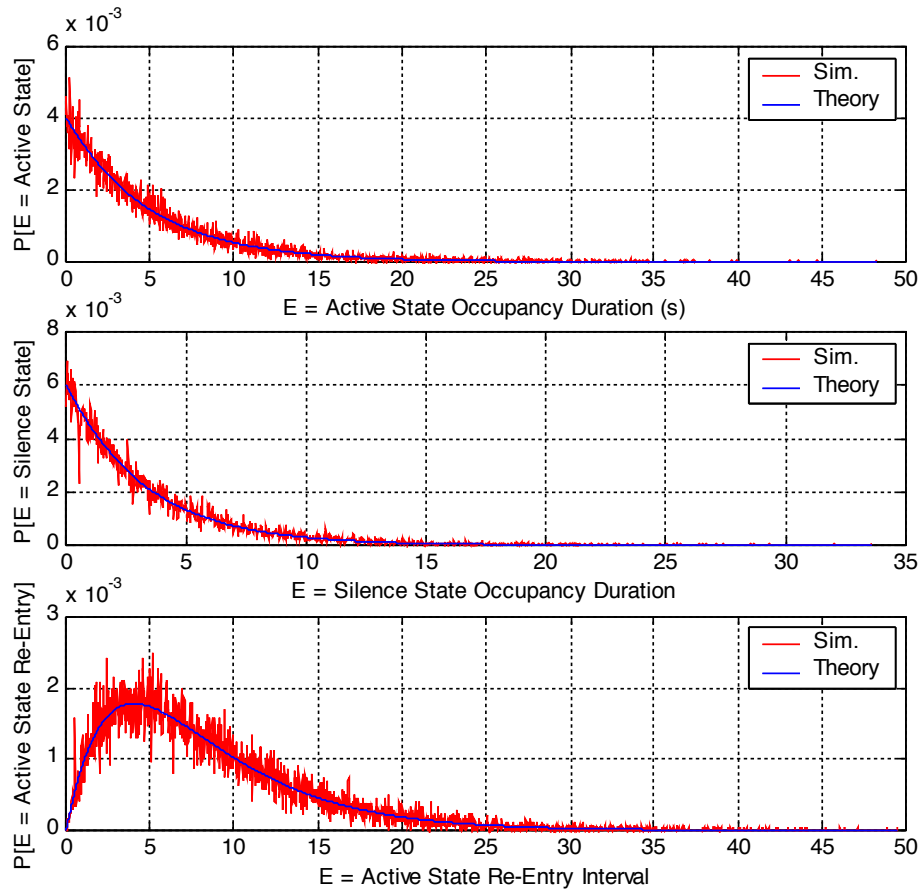 x 10-3
P[E = Active State]
6
4
2
0
Sim.
Theory
0 5 10 15 20 25 30 35 40 45 50
E = Active State Occupancy Duration (s)
x 10-3
P[E = Silence State]
8
6
4
2
0
Sim.
Theory
0 5 10 15 20 25 30 35
E = Silence State Occupancy Duration
x 10-3
P[E = Active State Re-Entry]
3
2
1
0
Sim.
Theory
0 5 10 15 20 25 30 35 40 45 50
E = Active State Re-Entry Interval